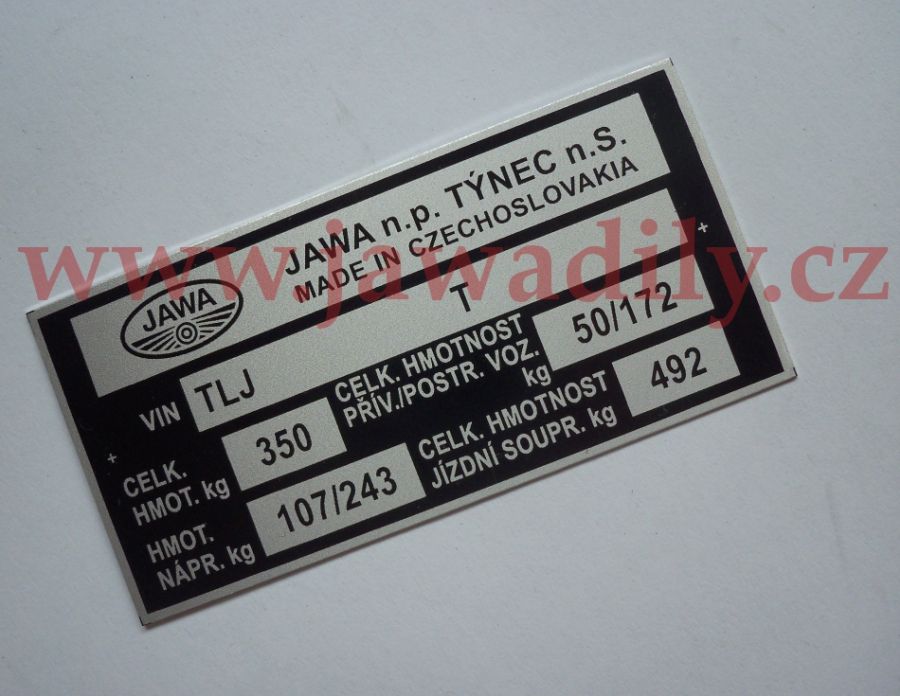 JAWA n.p. TÝNEC n.S.
MADE IN CZECHOSLOVAKIA
JAWA
www.jawadily.cz
VIN TLJ T
CELK. HMOT. kg 350
CELK. HMOTNOST PŘÍV./POSTR. VOZ. kg 50/172
HMOT. NÁPR. kg 107/243
CELK. HMOTNOST JÍZDNÍ SOUPR. kg 492